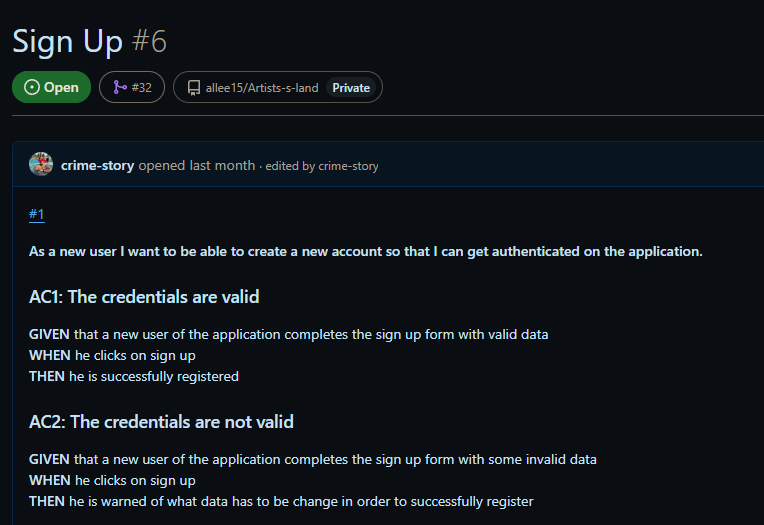 Sign Up #6
Open #32 allee15/Artists-s-land Private
crime-story opened last month · edited by crime-story
#1
As a new user I want to be able to create a new account so that I can get authenticated on the application.
AC1: The credentials are valid
GIVEN that a new user of the application completes the sign up form with valid data
WHEN he clicks on sign up
THEN he is successfully registered
AC2: The credentials are not valid
GIVEN that a new user of the application completes the sign up form with some invalid data
WHEN he clicks on sign up
THEN he is warned of what data has to be change in order to successfully register